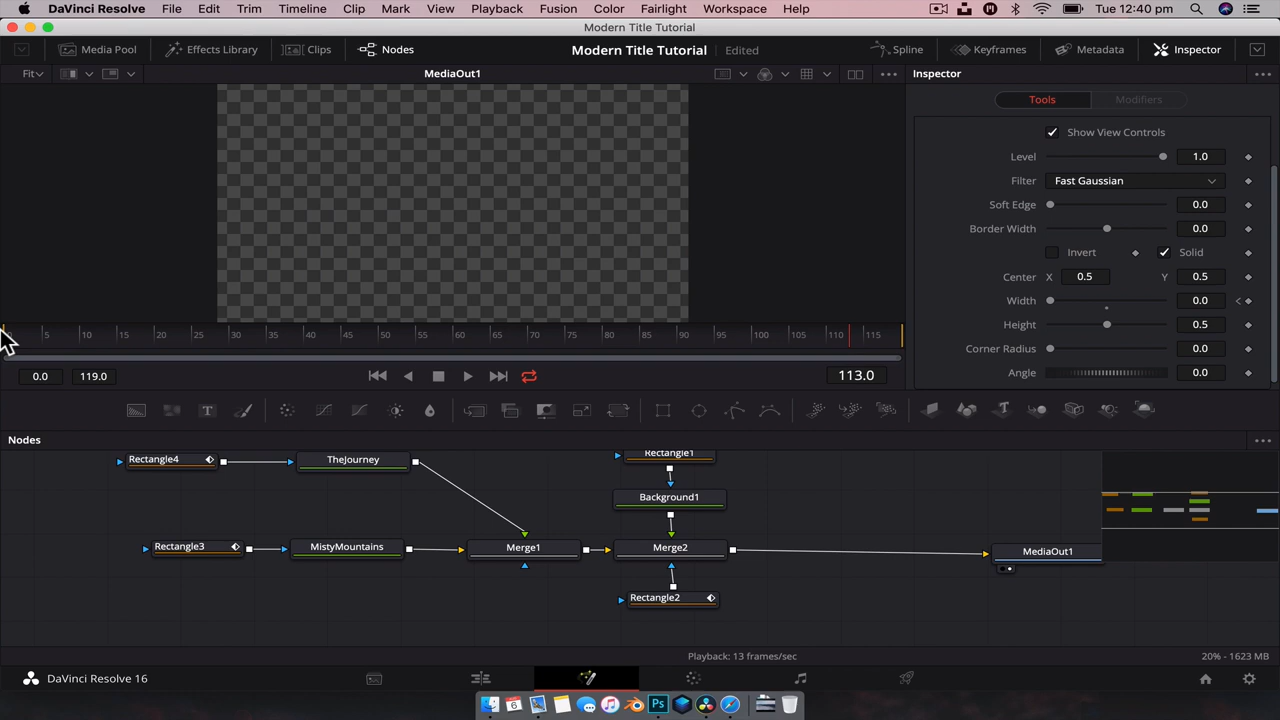 DaVinci Resolve File Edit Trim Timeline Clip Mark View Playback Fusion Color Fairlight Workspace Help Tue 12:40 pm
Modern Title Tutorial
Media Pool Effects Library Clips Nodes Modern Title Tutorial Edited Spline Keyframes Metadata Inspector
Fit MediaOut1 Inspector
Tools Modifiers
Show View Controls
Level 1.0
Filter Fast Gaussian
Soft Edge 0.0
Border Width 0.0
Invert Solid
Center X 0.5 Y 0.5
Width 0.0
Height 0.5
Corner Radius 0.0
Angle 0.0
5 10 15 20 25 30 35 40 45 50 55 60 65 70 75 80 85 90 95 100 105 110 115
0.0 119.0 113.0
Nodes
Rectangle4 TheJourney Rectangle1
Background1
Rectangle3 MistyMountains Merge1 Merge2 MediaOut1
Rectangle2
Playback: 13 frames/sec 20% - 1623 MB
DaVinci Resolve 16
6
Ps